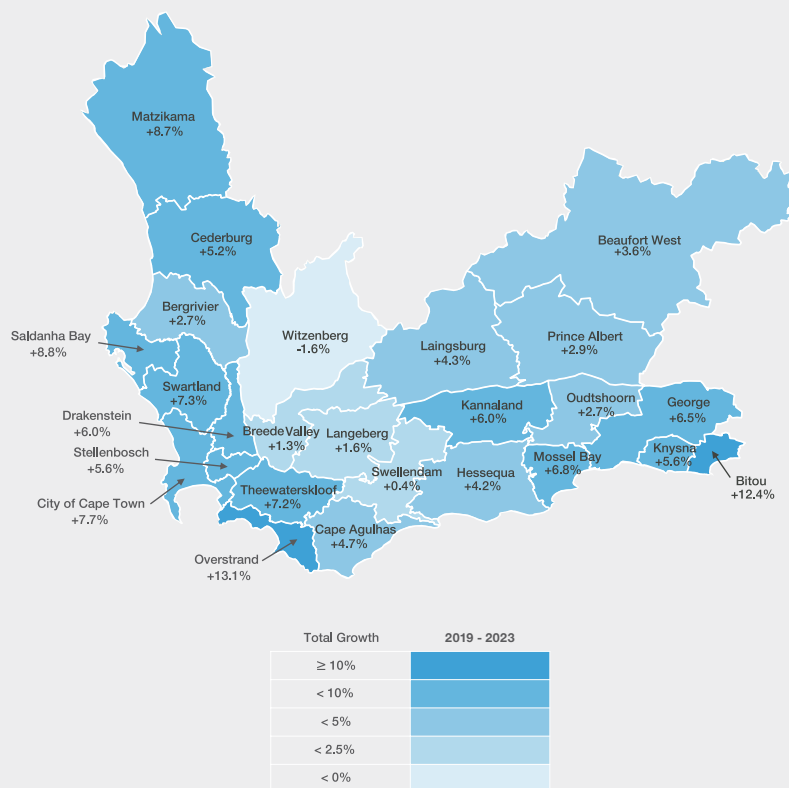 Matzikama
+8.7%
Cederburg
+5.2%
Beaufort West
+3.6%
Bergrivier
+2.7%
Saldanha Bay
+8.8%
Witzenberg
-1.6%
Laingsburg
+4.3%
Prince Albert
+2.9%
Swartland
+7.3%
Drakenstein
+6.0%
Breede Valley
+1.3%
Langeberg
+1.6%
Kannaland
+6.0%
Oudtshoorn
+2.7%
George
+6.5%
Stellenbosch
+5.6%
Swellendam
+0.4%
Hessequa
+4.2%
Mossel Bay
+6.8%
Knysna
+5.6%
Bitou
+12.4%
City of Cape Town
+7.7%
Theewaterskloof
+7.2%
Cape Agulhas
+4.7%
Overstrand
+13.1%
Total Growth 2019 - 2023
≥ 10%
< 10%
< 5%
< 2.5%
< 0%